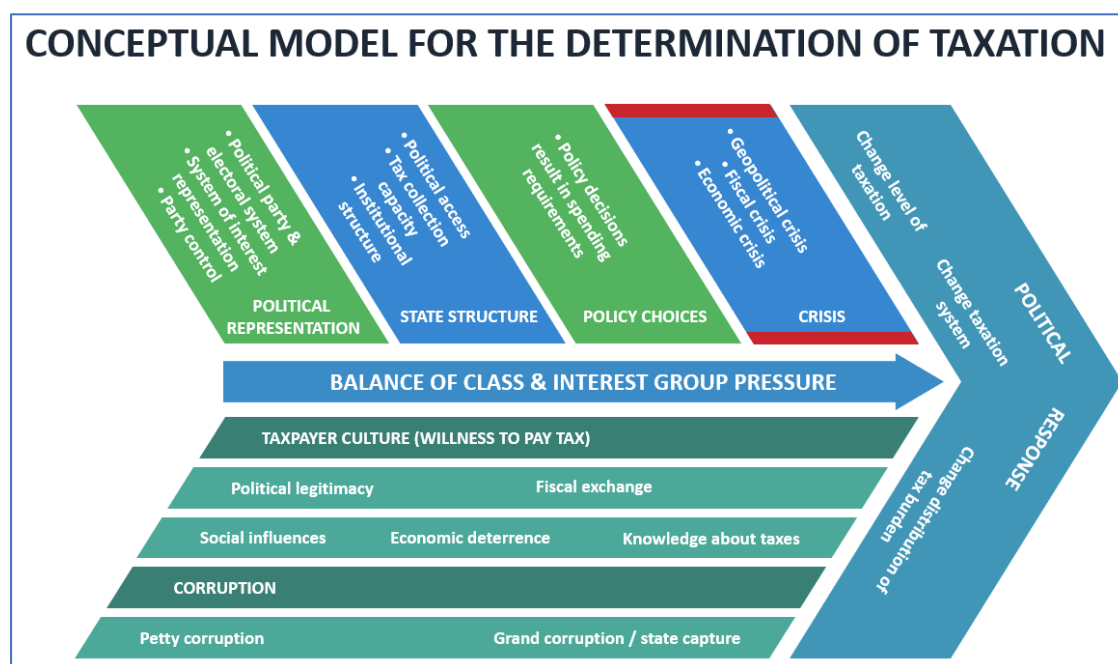 CONCEPTUAL MODEL FOR THE DETERMINATION OF TAXATION
• Political party &
electoral system
• System of interest
representation
• Party control
POLITICAL
REPRESENTATION
• Political access
• Tax collection
capacity
• Institutional
structure
STATE STRUCTURE
• Policy decisions
result in spending
requirements
POLICY CHOICES
• Geopolitical crisis
• Fiscal crisis
• Economic crisis
CRISIS
Change level of
taxation
Change taxation
system
POLITICAL
RESPONSE
Change distribution of
tax burden
BALANCE OF CLASS & INTEREST GROUP PRESSURE
TAXPAYER CULTURE (WILLNESS TO PAY TAX)
Political legitimacy
Fiscal exchange
Social influences
Economic deterrence
Knowledge about taxes
CORRUPTION
Petty corruption
Grand corruption / state capture